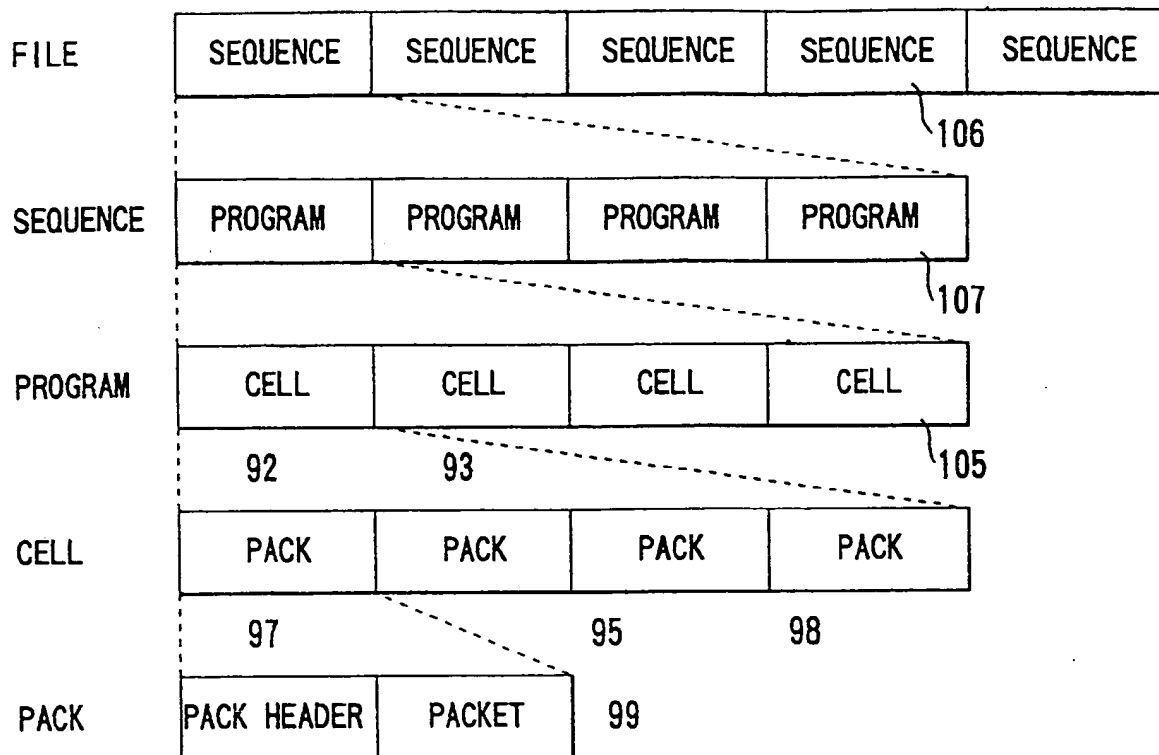 FILE SEQUENCE SEQUENCE SEQUENCE SEQUENCE SEQUENCE
106
SEQUENCE PROGRAM PROGRAM PROGRAM PROGRAM
107
PROGRAM CELL CELL CELL CELL
92 93 105
CELL PACK PACK PACK PACK
97 95 98
PACK PACK HEADER PACKET 99